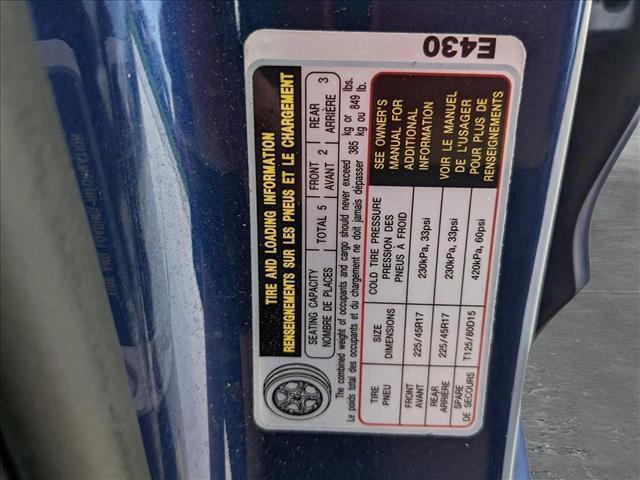 TIRE AND LOADING INFORMATION
RENSEIGNEMENTS SUR LES PNEUS ET LE CHARGEMENT
SEATING CAPACITY
NOMBRE DE PLACES
TOTAL 5
FRONT
AVANT 2
REAR
ARRIÈRE 3
The combined weight of occupants and cargo should never exceed 385 kg or 849 lbs.
Le poids total des occupants et du chargement ne doit jamais dépasser 385 kg ou 849 lb.
TIRE
PNEU
SIZE
DIMENSIONS
COLD TIRE PRESSURE
PRESSION DES
PNEUS À FROID
FRONT
AVANT
225/45R17
230kPa, 33psi
REAR
ARRIÈRE
225/45R17
230kPa, 33psi
SPARE
DE SECOURS
T125/80D15
420kPa, 60psi
SEE OWNER'S
MANUAL FOR
ADDITIONAL
INFORMATION
VOIR LE MANUEL
DE L'USAGER
POUR PLUS DE
RENSEIGNEMENTS
E430